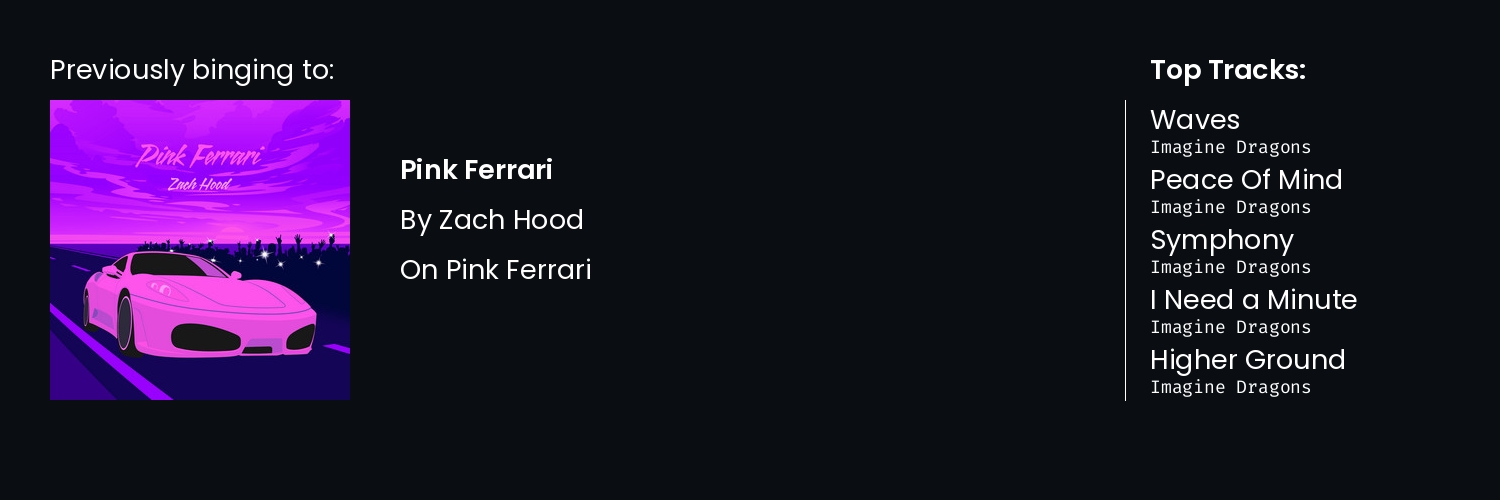 Previously binging to:
Pink Ferrari
Zach Hood
Pink Ferrari
By Zach Hood
On Pink Ferrari
Top Tracks:
Waves
Imagine Dragons
Peace Of Mind
Imagine Dragons
Symphony
Imagine Dragons
I Need a Minute
Imagine Dragons
Higher Ground
Imagine Dragons